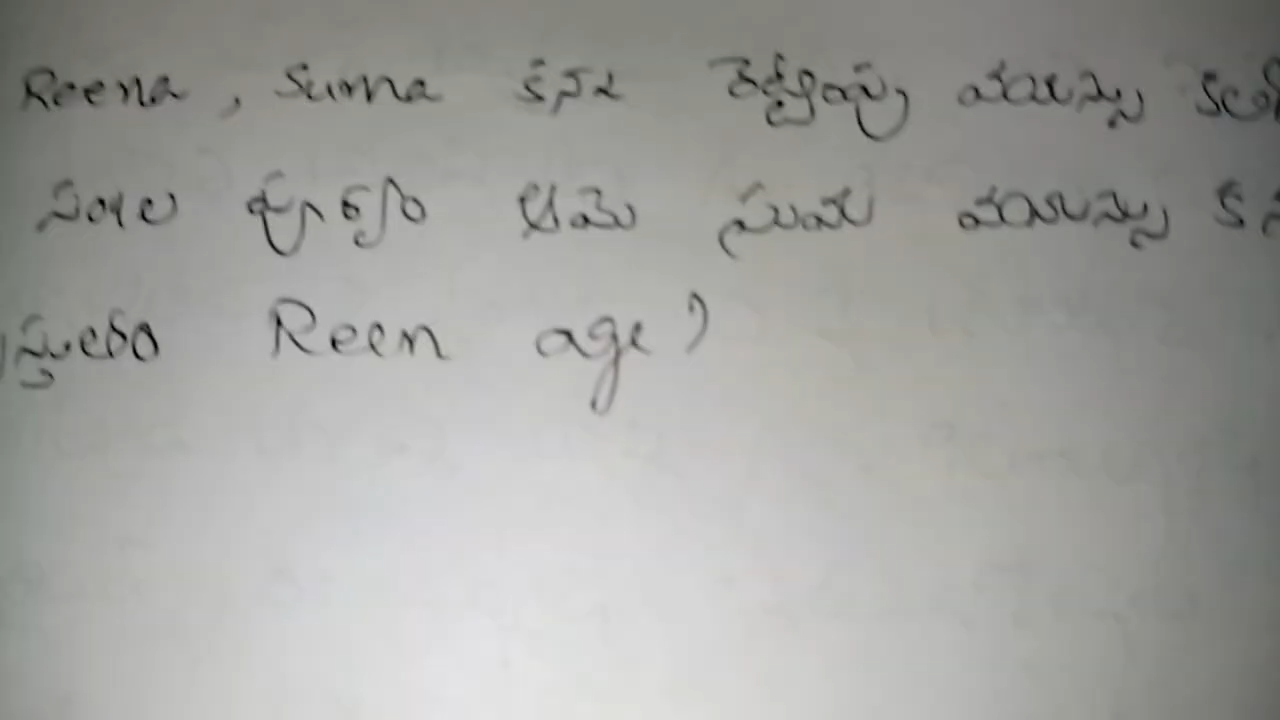 Reena, Suma కన్న రెట్టింపు వయస్సు
సం॥ల పూర్వం ఆమె సుమ వయస్సు
Reen age?